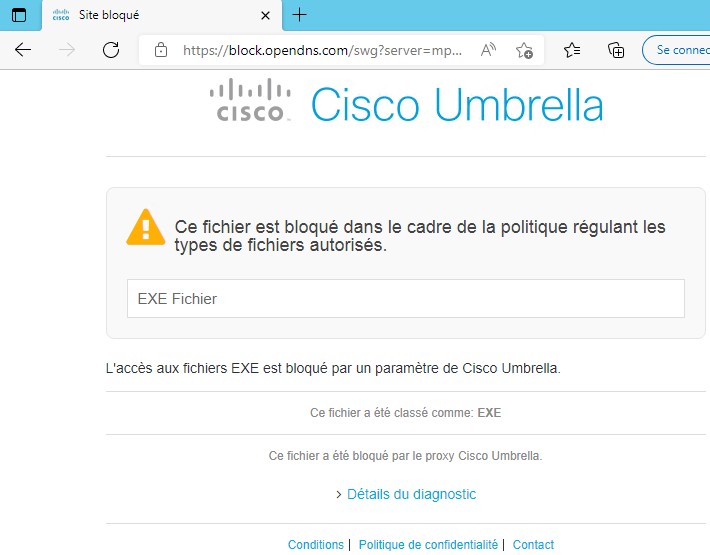 Site bloqué
https://block.opendns.com/swg?server=mp...
Se connec
CISCO
Cisco Umbrella
Ce fichier est bloqué dans le cadre de la politique régulant les
types de fichiers autorisés.
EXE Fichier
L'accès aux fichiers EXE est bloqué par un paramètre de Cisco Umbrella.
Ce fichier a été classé comme: EXE
Ce fichier a été bloqué par le proxy Cisco Umbrella.
> Détails du diagnostic
Conditions | Politique de confidentialité | Contact